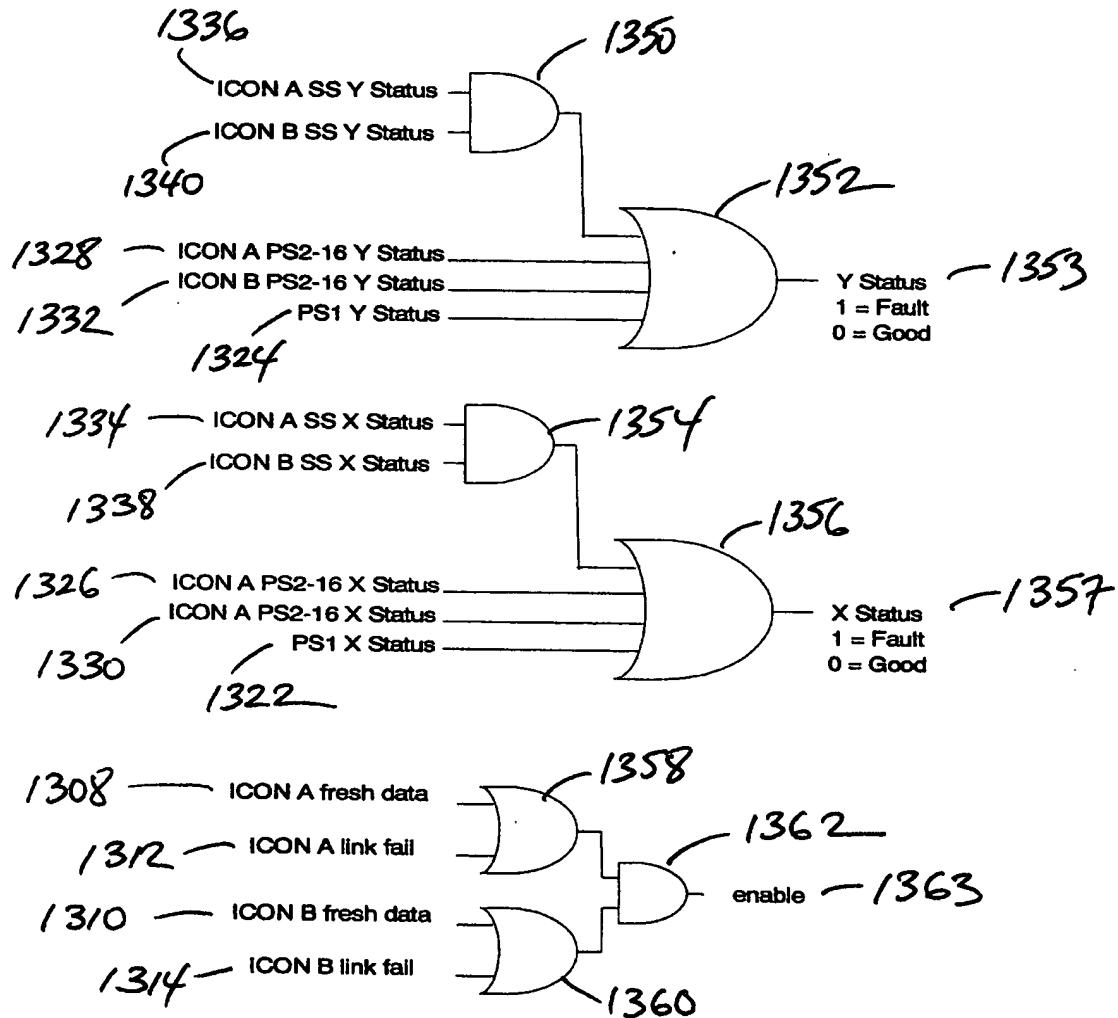 1336
1350
ICON A SS Y Status
ICON B SS Y Status
1340
1352
1328 ICON A PS2-16 Y Status
1332 ICON B PS2-16 Y Status
PS1 Y Status
1324
Y Status 1353
1 = Fault
0 = Good
1334 ICON A SS X Status
1354
ICON B SS X Status
1338
1356
1326 ICON A PS2-16 X Status
ICON A PS2-16 X Status
1330
PS1 X Status
1322
X Status 1357
1 = Fault
0 = Good
1308 ICON A fresh data
1358
1312 ICON A link fail
1362
enable 1363
1310 ICON B fresh data
1314 ICON B link fail
1360